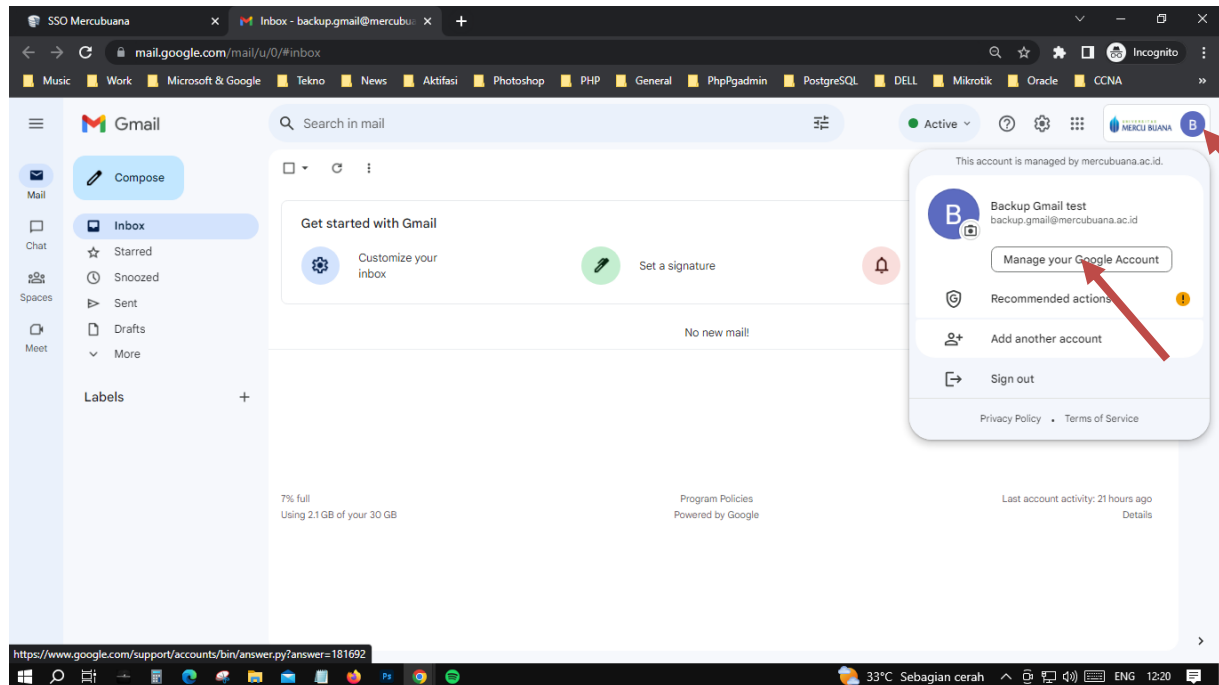 SSO Mercubuana
Inbox - backup.gmail@mercubua
mail.google.com/mail/u/0/#inbox
Incognito
Music
Work
Microsoft & Google
Tekno
News
Aktifasi
Photoshop
PHP
General
PhpPgadmin
PostgreSQL
DELL
Mikrotik
Oracle
CCNA
»
Gmail
Search in mail
Active
MERCU BUANA
B
Mail
Chat
Spaces
Meet
Compose
Inbox
Starred
Snoozed
Sent
Drafts
More
Labels
Get started with Gmail
Customize your
inbox
Set a signature
No new mail!
7% full
Using 2.1 GB of your 30 GB
Program Policies
Powered by Google
Last account activity: 21 hours ago
Details
This account is managed by mercubuana.ac.id.
B
Backup Gmail test
backup.gmail@mercubuana.ac.id
Manage your Google Account
Recommended actions
Add another account
Sign out
Privacy Policy • Terms of Service
https://www.google.com/support/accounts/bin/answer.py?answer=181692
33°C Sebagian cerah
ENG
12:20